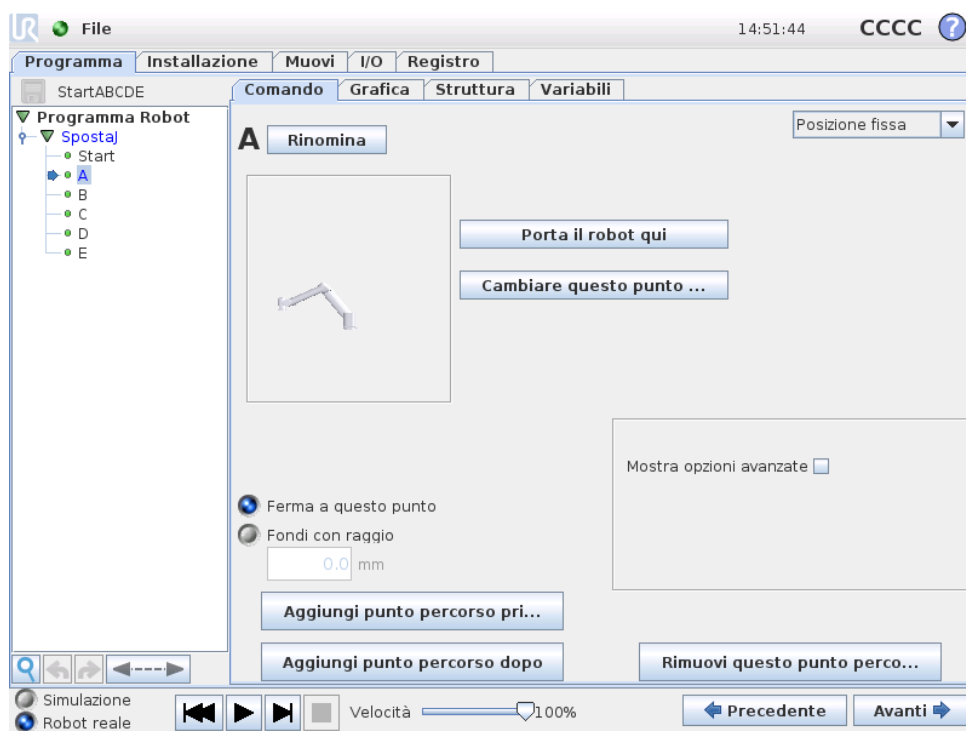 UR File 14:51:44 CCCC ?
Programma Installazione Muovi I/O Registro
StartABCDE
Comando Grafica Struttura Variabili
Programma Robot
SpostaJ
Start
A
B
C
D
E
A Rinomina
Posizione fissa
Porta il robot qui
Cambiare questo punto ...
Mostra opzioni avanzate
Ferma a questo punto
Fondi con raggio
0.0 mm
Aggiungi punto percorso pri...
Aggiungi punto percorso dopo
Rimuovi questo punto perco...
Simulazione
Robot reale
Velocità 100%
Precedente
Avanti